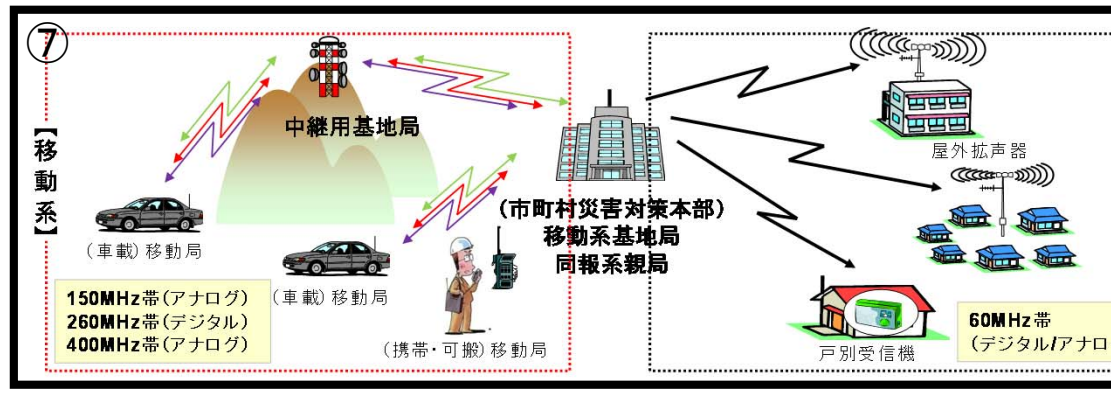 ⑦
【移動系】
中継用基地局
(車載)移動局
(車載)移動局
(携帯・可搬)移動局
150MHz帯(アナログ)
260MHz帯(デジタル)
400MHz帯(アナログ)
(市町村災害対策本部)
移動系基地局
同報系親局
屋外拡声器
戸別受信機
60MHz帯
(デジタル/アナロ